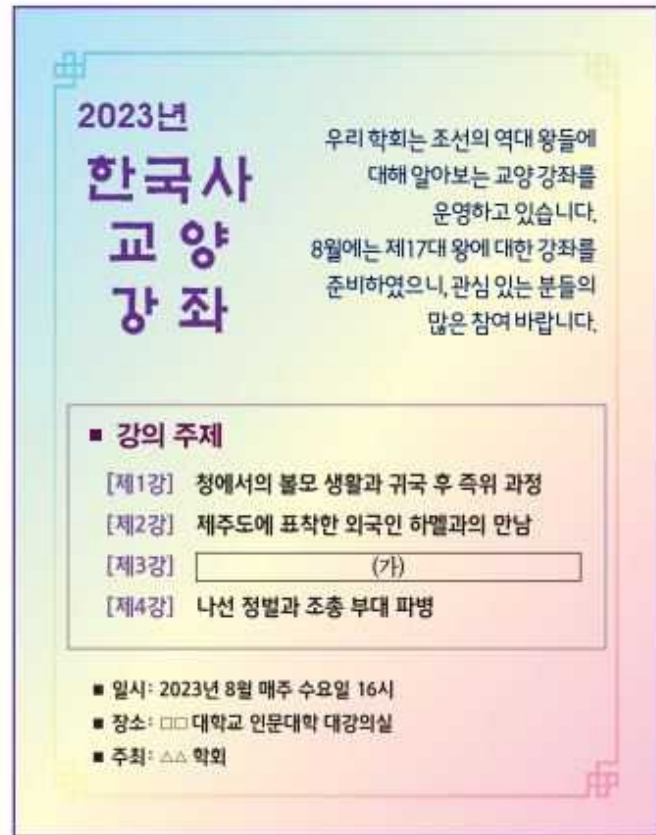 2023년
한국사
교양
강좌
우리 학회는 조선의 역대 왕들에
대해 알아보는 교양 강좌를
운영하고 있습니다.
8월에는 제17대 왕에 대한 강좌를
준비하였으니, 관심 있는 분들의
많은 참여 바랍니다.
■ 강의 주제
[제1강] 청에서의 볼모 생활과 귀국 후 즉위 과정
[제2강] 제주도에 표착한 외국인 하멜과의 만남
[제3강] (가)
[제4강] 나선 정벌과 조총 부대 파병
■ 일시: 2023년 8월 매주 수요일 16시
■ 장소: □□ 대학교 인문대학 대강의실
■ 주최: △△ 학회